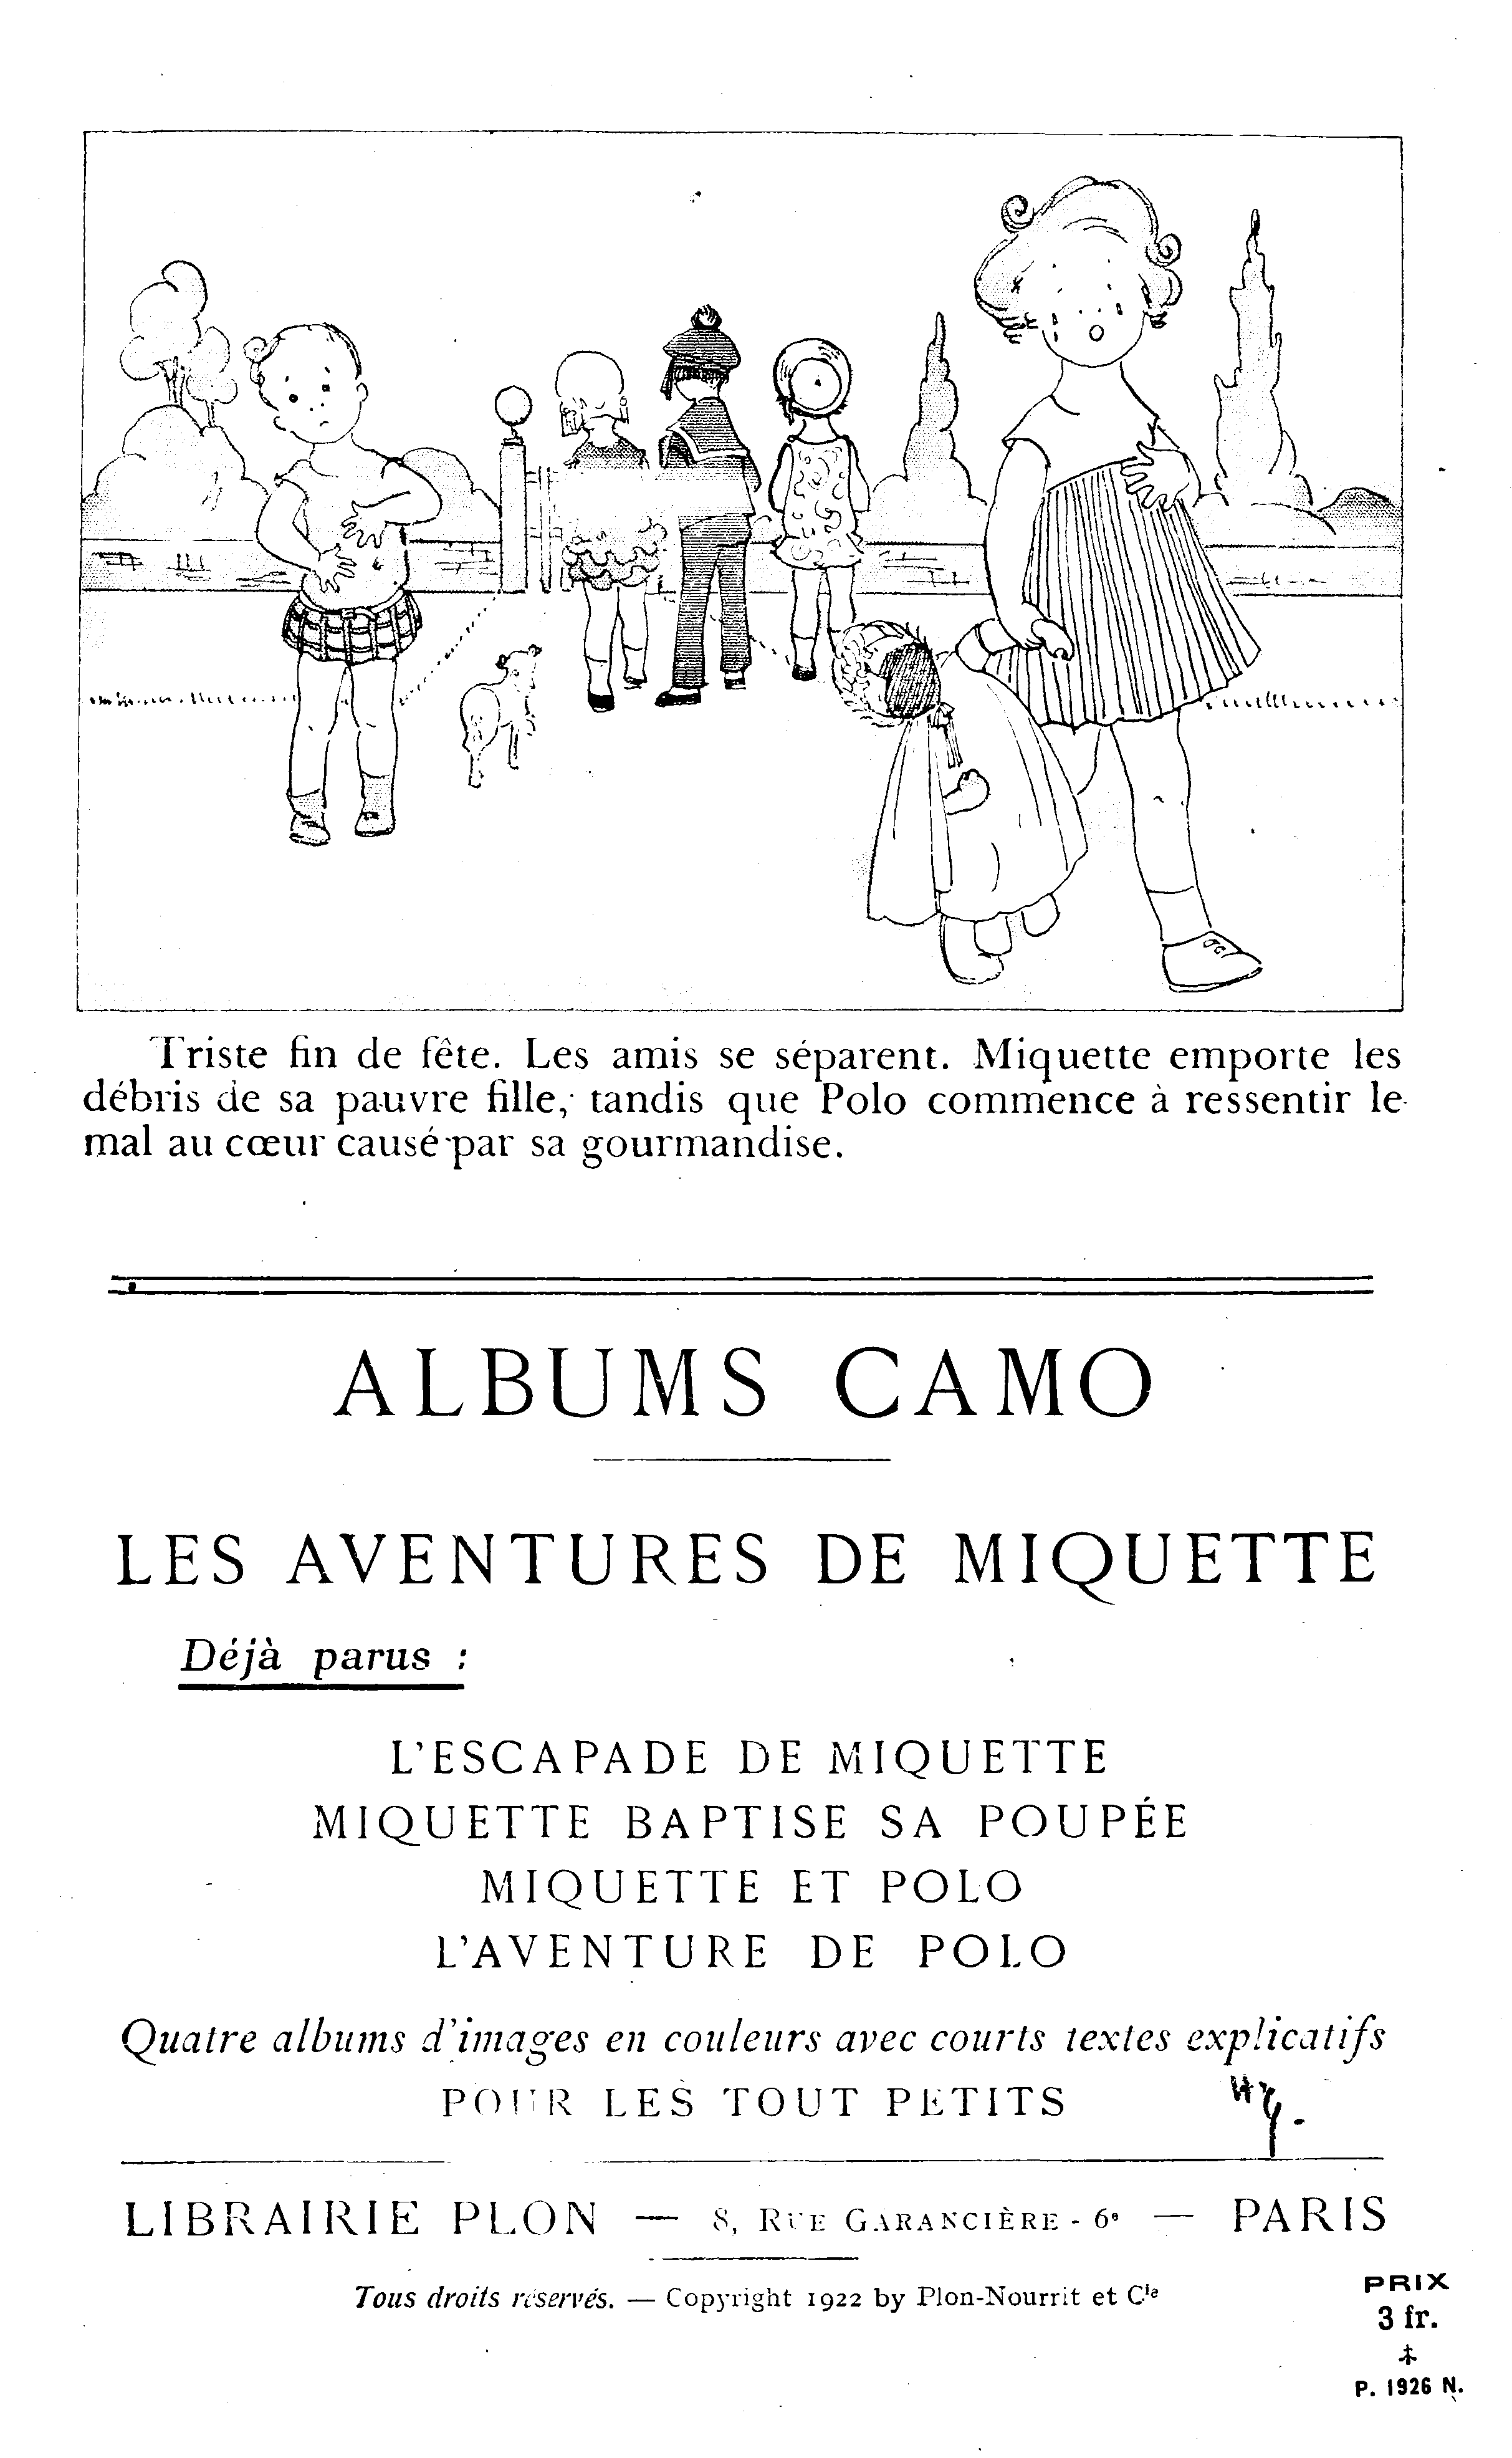 Triste fin de fête. Les amis se séparent. Miquette emporte les
débris de sa pauvre fille, tandis que Polo commence à ressentir le
mal au cœur causé par sa gourmandise.
ALBUMS CAMO
LES AVENTURES DE MIQUETTE
Déjà parus :
L'ESCAPADE DE MIQUETTE
MIQUETTE BAPTISE SA POUPÉE
MIQUETTE ET POLO
L'AVENTURE DE POLO
Quatre albums d'images en couleurs avec courts textes explicatifs
POUR LES TOUT PETITS
LIBRAIRIE PLON — 8, RUE GARANCIÈRE - 6e — PARIS
Tous droits réservés. — Copyright 1922 by Plon-Nourrit et Cie
PRIX
3 fr.
P. 1926 N.